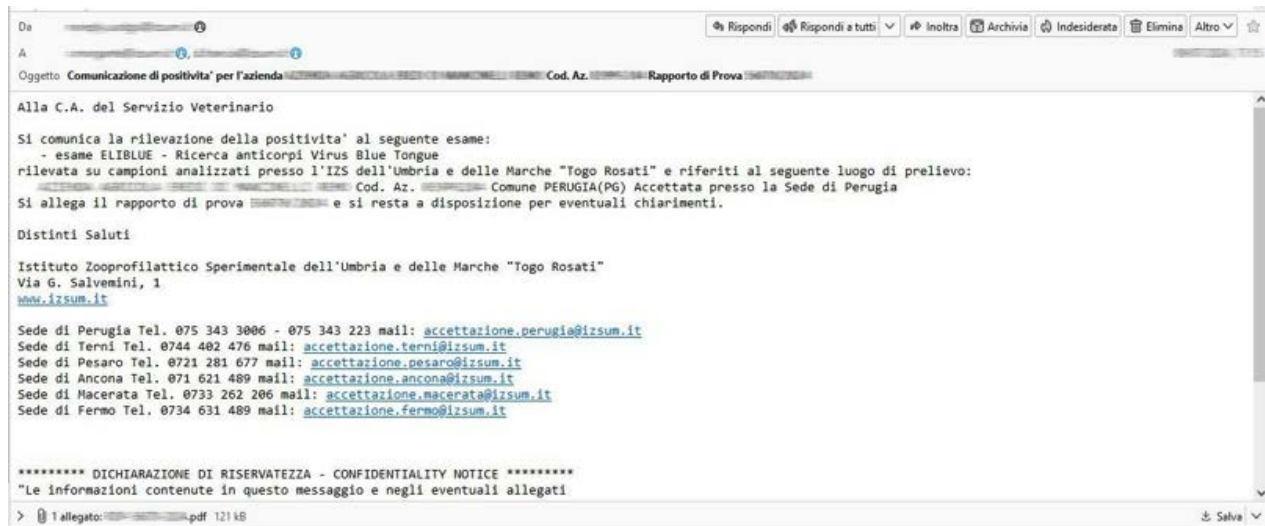 Da
Rispondi Rispondi a tutti Inoltra Archivia Indesiderata Elimina Altro
A
Oggetto Comunicazione di positivita' per l'azienda Cod. Az. Rapporto di Prova
Alla C.A. del Servizio Veterinario
Si comunica la rilevazione della positivita' al seguente esame:
- esame ELIBLUE - Ricerca anticorpi Virus Blue Tongue
rilevata su campioni analizzati presso l'IZS dell'Umbria e delle Marche "Togo Rosati" e riferiti al seguente luogo di prelievo:
Cod. Az. Comune PERUGIA(PG) Accettata presso la Sede di Perugia
Si allega il rapporto di prova e si resta a disposizione per eventuali chiarimenti.
Distinti Saluti
Istituto Zooprofilattico Sperimentale dell'Umbria e delle Marche "Togo Rosati"
Via G. Salvemini, 1
www.izsum.it
Sede di Perugia Tel. 075 343 3006 - 075 343 223 mail: accettazione.perugia@izsum.it
Sede di Terni Tel. 0744 402 476 mail: accettazione.terni@izsum.it
Sede di Pesaro Tel. 0721 281 677 mail: accettazione.pesaro@izsum.it
Sede di Ancona Tel. 071 621 489 mail: accettazione.ancona@izsum.it
Sede di Macerata Tel. 0733 262 206 mail: accettazione.macerata@izsum.it
Sede di Fermo Tel. 0734 631 489 mail: accettazione.fermo@izsum.it
********* DICHIARAZIONE DI RISERVATEZZA - CONFIDENTIALITY NOTICE *********
"Le informazioni contenute in questo messaggio e negli eventuali allegati
1 allegato: .pdf 121 kB
Salva